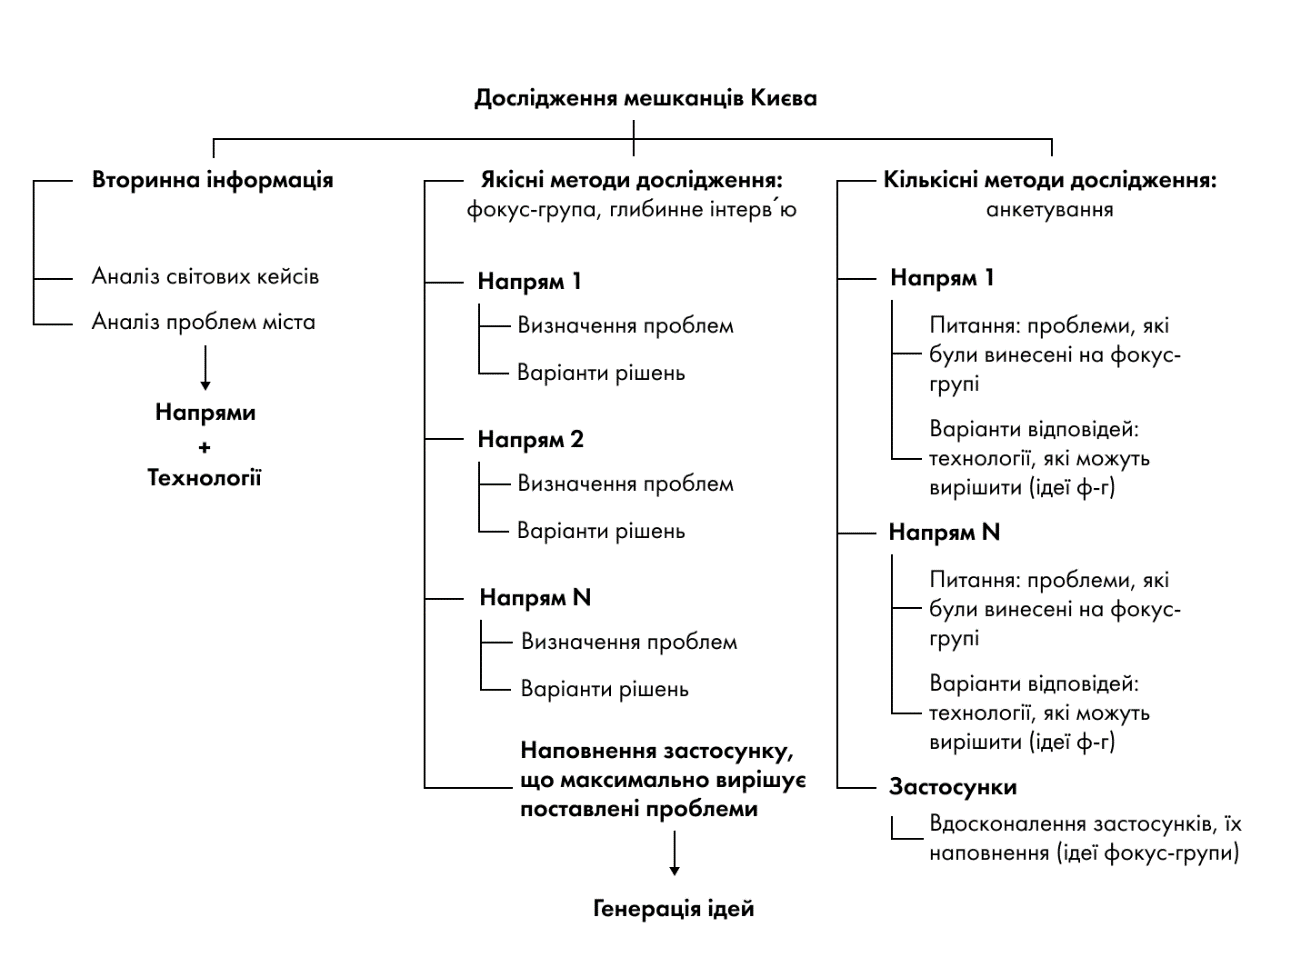 Дослідження мешканців Києва
Вторинна інформація
Аналіз світових кейсів
Аналіз проблем міста
Напрями
+
Технології
Якісні методи дослідження:
фокус-група, глибинне інтерв´ю
Напрям 1
Визначення проблем
Варіанти рішень
Напрям 2
Визначення проблем
Варіанти рішень
Напрям N
Визначення проблем
Варіанти рішень
Наповнення застосунку,
що максимально вирішує
поставлені проблеми
Генерація ідей
Кількісні методи дослідження:
анкетування
Напрям 1
Питання: проблеми, які
були винесені на фокус-
групі
Варіанти відповідей:
технології, які можуть
вирішити (ідеї ф-г)
Напрям N
Питання: проблеми, які
були винесені на фокус-
групі
Варіанти відповідей:
технології, які можуть
вирішити (ідеї ф-г)
Застосунки
Вдосконалення застосунків, їх
наповнення (ідеї фокус-групи)